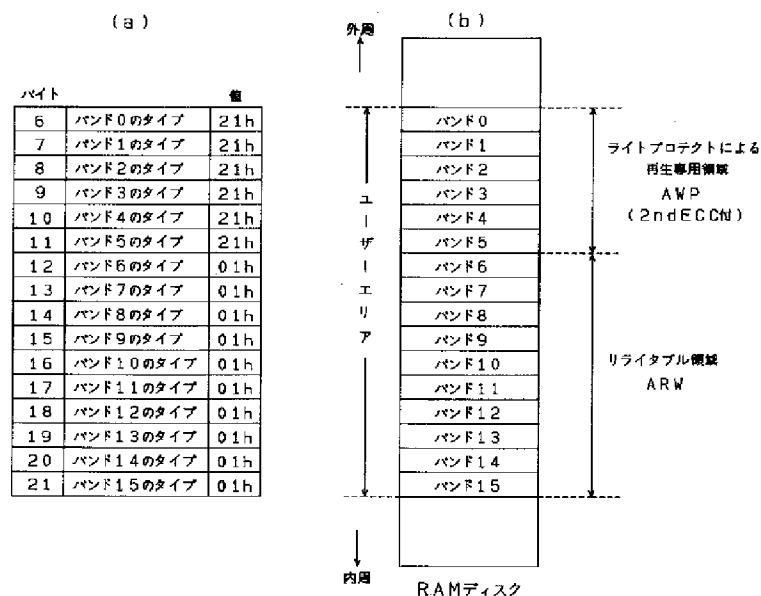 (a)
バイト 値
6 バンド0のタイプ 21h
7 バンド1のタイプ 21h
8 バンド2のタイプ 21h
9 バンド3のタイプ 21h
10 バンド4のタイプ 21h
11 バンド5のタイプ 21h
12 バンド6のタイプ 01h
13 バンド7のタイプ 01h
14 バンド8のタイプ 01h
15 バンド9のタイプ 01h
16 バンド10のタイプ 01h
17 バンド11のタイプ 01h
18 バンド12のタイプ 01h
19 バンド13のタイプ 01h
20 バンド14のタイプ 01h
21 バンド15のタイプ 01h
(b)
外周
ユーザーエリア
内周
バンド0
バンド1
バンド2
バンド3
バンド4
バンド5
バンド6
バンド7
バンド8
バンド9
バンド10
バンド11
バンド12
バンド13
バンド14
バンド15
ライトプロテクトによる
再生専用領域
AWP
(2ndECC付)
リライタブル領域
ARW
RAMディスク